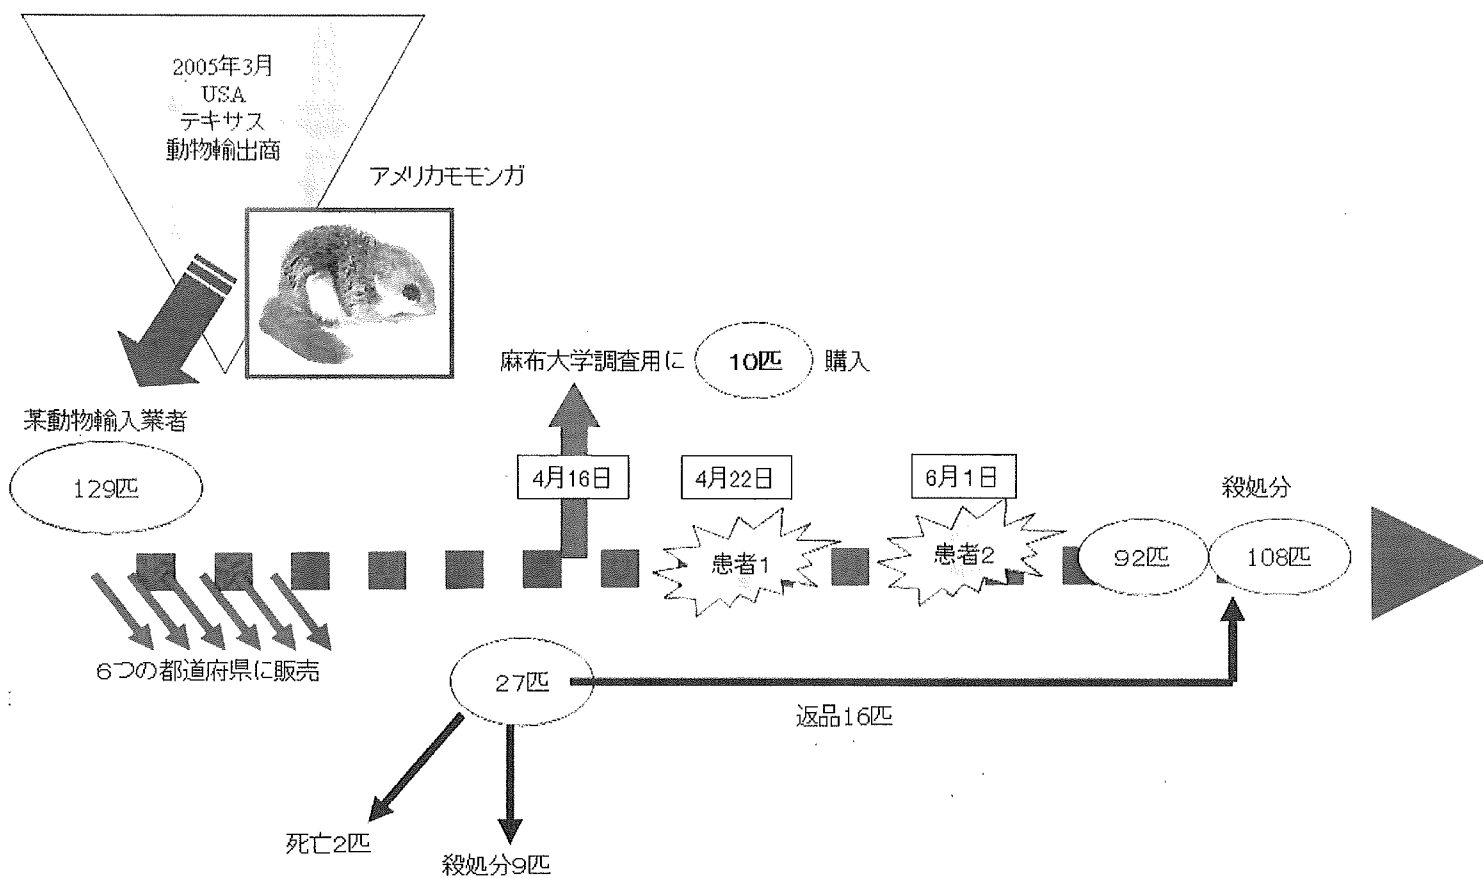 2005年3月
USA
テキサス
動物輸出商
アメリカモモンガ
麻布大学調査用に 10匹 購入
某動物輸入業者
129匹
4月16日
4月22日
6月1日
殺処分
患者1
患者2
92匹
108匹
6つの都道府県に販売
27匹
返品16匹
死亡2匹
殺処分9匹